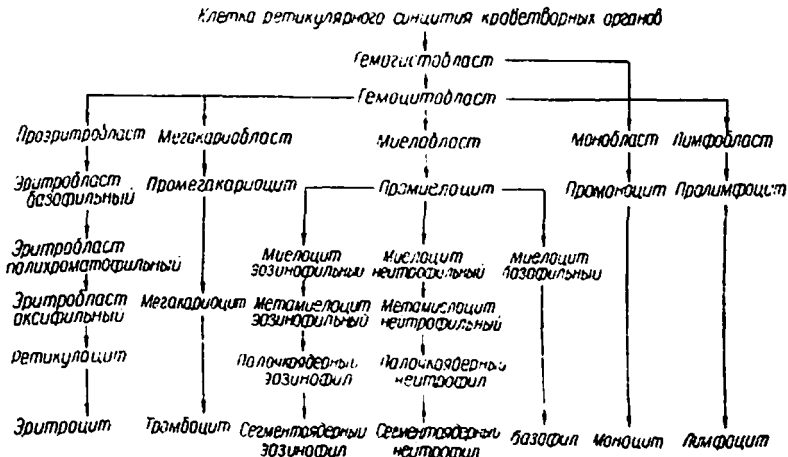 Клетка ретикулярного синцития кроветворных органов
Гемогистобласт
Гемоцитобласт
Проэритробласт
Мегакариобласт
Миелобласт
Монобласт
Лимфобласт
Эритробласт
базофильный
Промегакариоцит
Промиелоцит
Промоноцит
Пролимфоцит
Эритробласт
полихроматофильный
Миелоцит
эозинофильный
Миелоцит
нейтрофильный
Миелоцит
базофильный
Эритробласт
оксифильный
Мегакариоцит
Метамиелоцит
эозинофильный
Метамиелоцит
нейтрофильный
Ретикулоцит
Палочкоядерный
эозинофил
Палочкоядерный
нейтрофил
Эритроцит
Тромбоцит
Сегментоядерный
эозинофил
Сегментоядерный
нейтрофил
Базофил
Моноцит
Лимфоцит